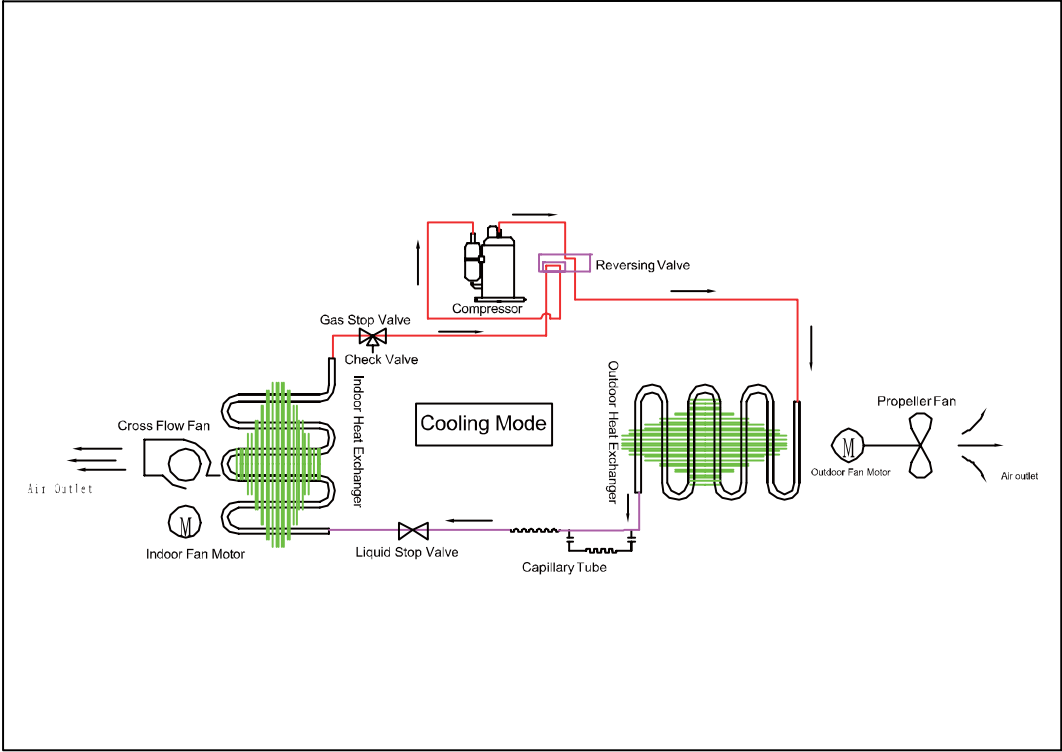 Reversing Valve
Compressor
Gas Stop Valve
Check Valve
Indoor Heat Exchanger
Outdoor Heat Exchanger
Cooling Mode
Propeller Fan
Cross Flow Fan
M
Outdoor Fan Motor
Air outlet
Air Outlet
M
Indoor Fan Motor
Liquid Stop Valve
Capillary Tube